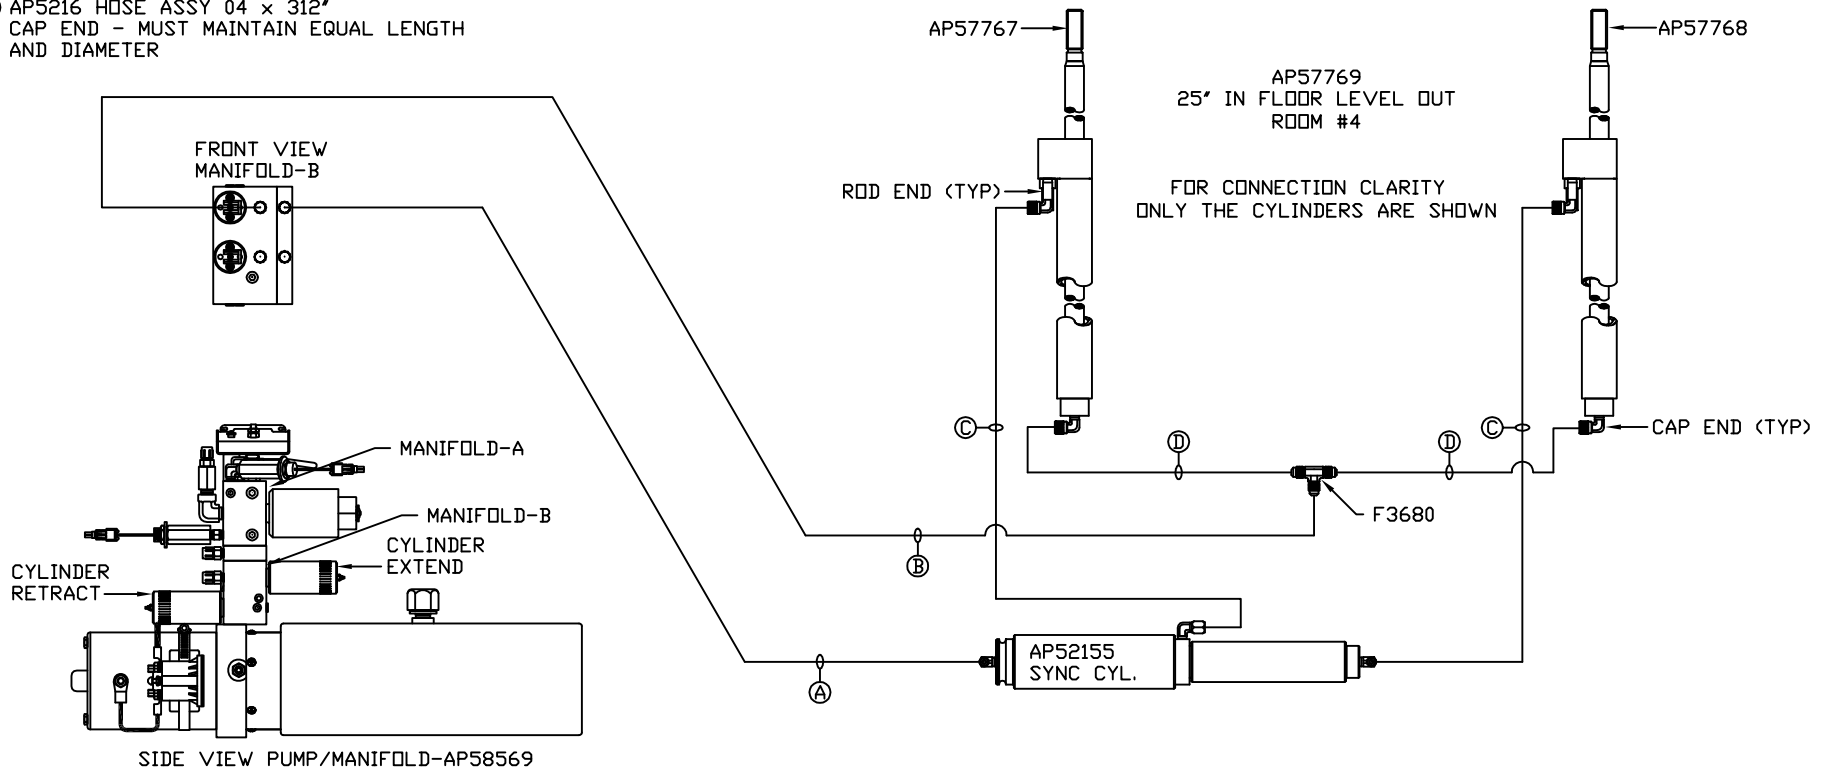 AP5216 HOSE ASSY 04 x 312"
CAP END - MUST MAINTAIN EQUAL LENGTH
AND DIAMETER
AP57767
AP57768
AP57769
25" IN FLOOR LEVEL OUT
ROOM #4
FRONT VIEW
MANIFOLD-B
ROD END (TYP)
FOR CONNECTION CLARITY
ONLY THE CYLINDERS ARE SHOWN
C
C
CAP END (TYP)
D
D
MANIFOLD-A
MANIFOLD-B
F3680
CYLINDER
EXTEND
B
CYLINDER
RETRACT
AP52155
SYNC CYL.
A
SIDE VIEW PUMP/MANIFOLD-AP58569